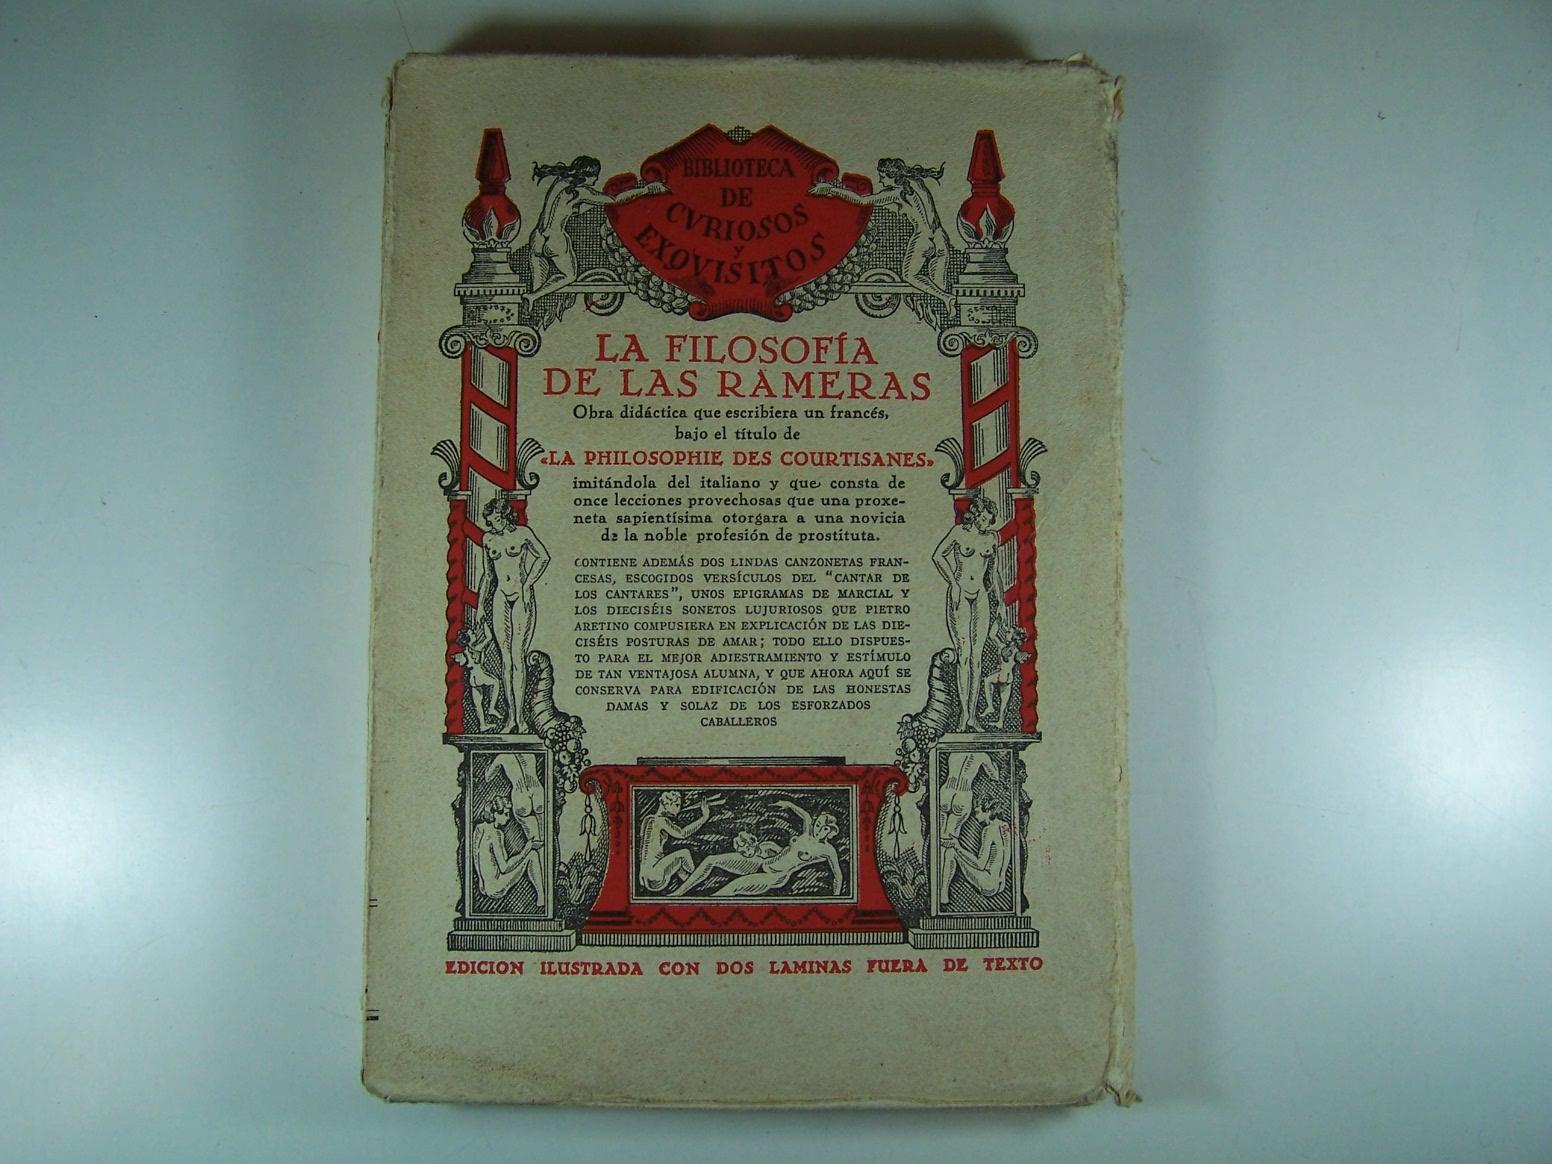 BIBLIOTECA
DE
CVRIOSOS
Y
EXQVISITOS
LA FILOSOFÍA
DE LAS RAMERAS
Obra didáctica que escribiera un francés,
bajo el título de
«LA PHILOSOPHIE DES COURTISANES»
imitándola del italiano y que consta de
once lecciones provechosas que una proxe-
neta sapientísima otorgara a una novicia
de la noble profesión de prostituta.
CONTIENE ADEMÁS DOS LINDAS CANZONETAS FRAN-
CESAS, ESCOGIDOS VERSÍCULOS DEL "CANTAR DE
LOS CANTARES", UNOS EPIGRAMAS DE MARCIAL Y
LOS DIECISÉIS SONETOS LUJURIOSOS QUE PIETRO
ARETINO COMPUSIERA EN EXPLICACIÓN DE LAS DIE-
CISÉIS POSTURAS DE AMAR; TODO ELLO DISPUES-
TO PARA EL MEJOR ADIESTRAMIENTO Y ESTÍMULO
DE TAN VENTAJOSA ALUMNA, Y QUE AHORA AQUÍ SE
CONSERVA PARA EDIFICACIÓN DE LAS HONESTAS
DAMAS Y SOLAZ DE LOS ESFORZADOS
CABALLEROS
EDICION ILUSTRADA CON DOS LAMINAS FUERA DE TEXTO